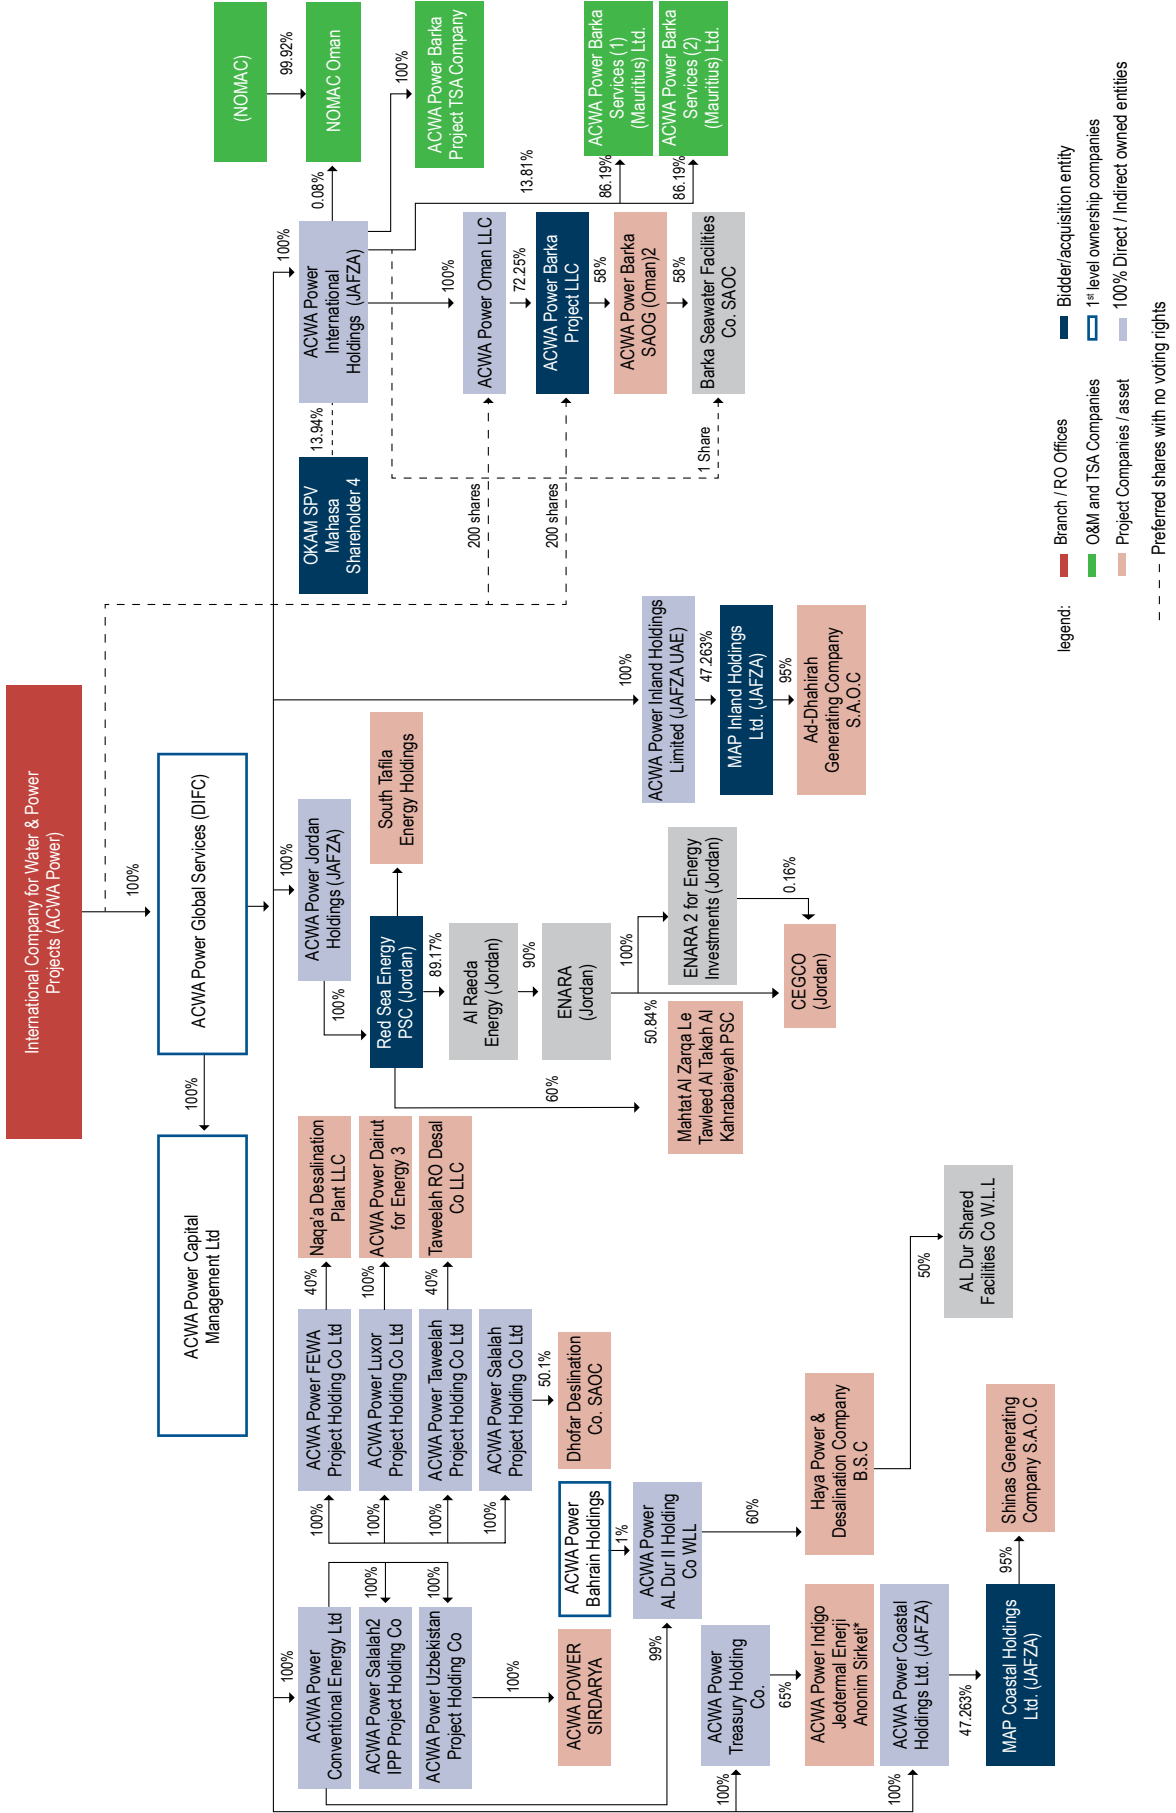 International Company for Water & Power
Projects (ACWA Power)
100%
ACWA Power Global Services (DIFC)
100%
ACWA Power Capital
Management Ltd
100%
ACWA Power
Conventional Energy Ltd
100%
ACWA Power Salalah2
IPP Project Holding Co
100%
ACWA Power Uzbekistan
Project Holding Co
100%
ACWA POWER
SIRDARYA
99%
100%
ACWA Power FEWA
Project Holding Co Ltd
40%
Naqa'a Desalination
Plant LLC
100%
ACWA Power Luxor
Project Holding Co Ltd
100%
ACWA Power Dairut
for Energy 3
100%
ACWA Power Taweelah
Project Holding Co Ltd
40%
Taweelah RO Desal
Co LLC
100%
ACWA Power Salalah
Project Holding Co Ltd
50.1%
Dhofar Deslination
Co. SAOC
ACWA Power
Bahrain Holdings
1%
ACWA Power
AL Dur II Holding
Co WLL
60%
Haya Power &
Desalination Company
B.S.C
50%
AL Dur Shared
Facilities Co W.L.L
100%
ACWA Power
Treasury Holding
Co.
65%
ACWA Power Indigo
Jeotermal Enerji
Anonim Sirketi*
100%
ACWA Power Coastal
Holdings Ltd. (JAFZA)
47.263%
MAP Coastal Holdings
Ltd. (JAFZA)
95%
Shinas Generating
Company S.A.O.C
100%
ACWA Power Jordan
Holdings (JAFZA)
100%
Red Sea Energy
PSC (Jordan)
South Tafila
Energy Holdings
89.17%
Al Raeda
Energy (Jordan)
90%
ENARA
(Jordan)
60%
Mahtat Al Zarqa Le
Tawleed Al Takah Al
Kahrabaieyah PSC
50.84%
100%
ENARA 2 for Energy
Investments (Jordan)
0.16%
CEGCO
(Jordan)
100%
ACWA Power Inland Holdings
Limited (JAFZA UAE)
47.263%
MAP Inland Holdings
Ltd. (JAFZA)
95%
Ad-Dhahirah
Generating Company
S.A.O.C
100%
ACWA Power
International
Holdings  (JAFZA)
13.94%
OKAM SPV
Mahasa
Shareholder 4
0.08%
(NOMAC)
99.92%
NOMAC Oman
100%
ACWA Power Barka
Project TSA Company
13.81%
86.19%
ACWA Power Barka
Services (1)
(Mauritius) Ltd.
86.19%
ACWA Power Barka
Services (2)
(Mauritius) Ltd.
100%
200 shares
ACWA Power Oman LLC
72.25%
200 shares
ACWA Power Barka
Project LLC
58%
ACWA Power Barka
SAOG (Oman)2
58%
1 Share
Barka Seawater Facilities
Co. SAOC
legend:
Branch / RO Offices
Bidder/acquisition entity
O&M and TSA Companies
1st level ownership companies
Project Companies / asset
100% Direct / Indirect owned entities
Preferred shares with no voting rights